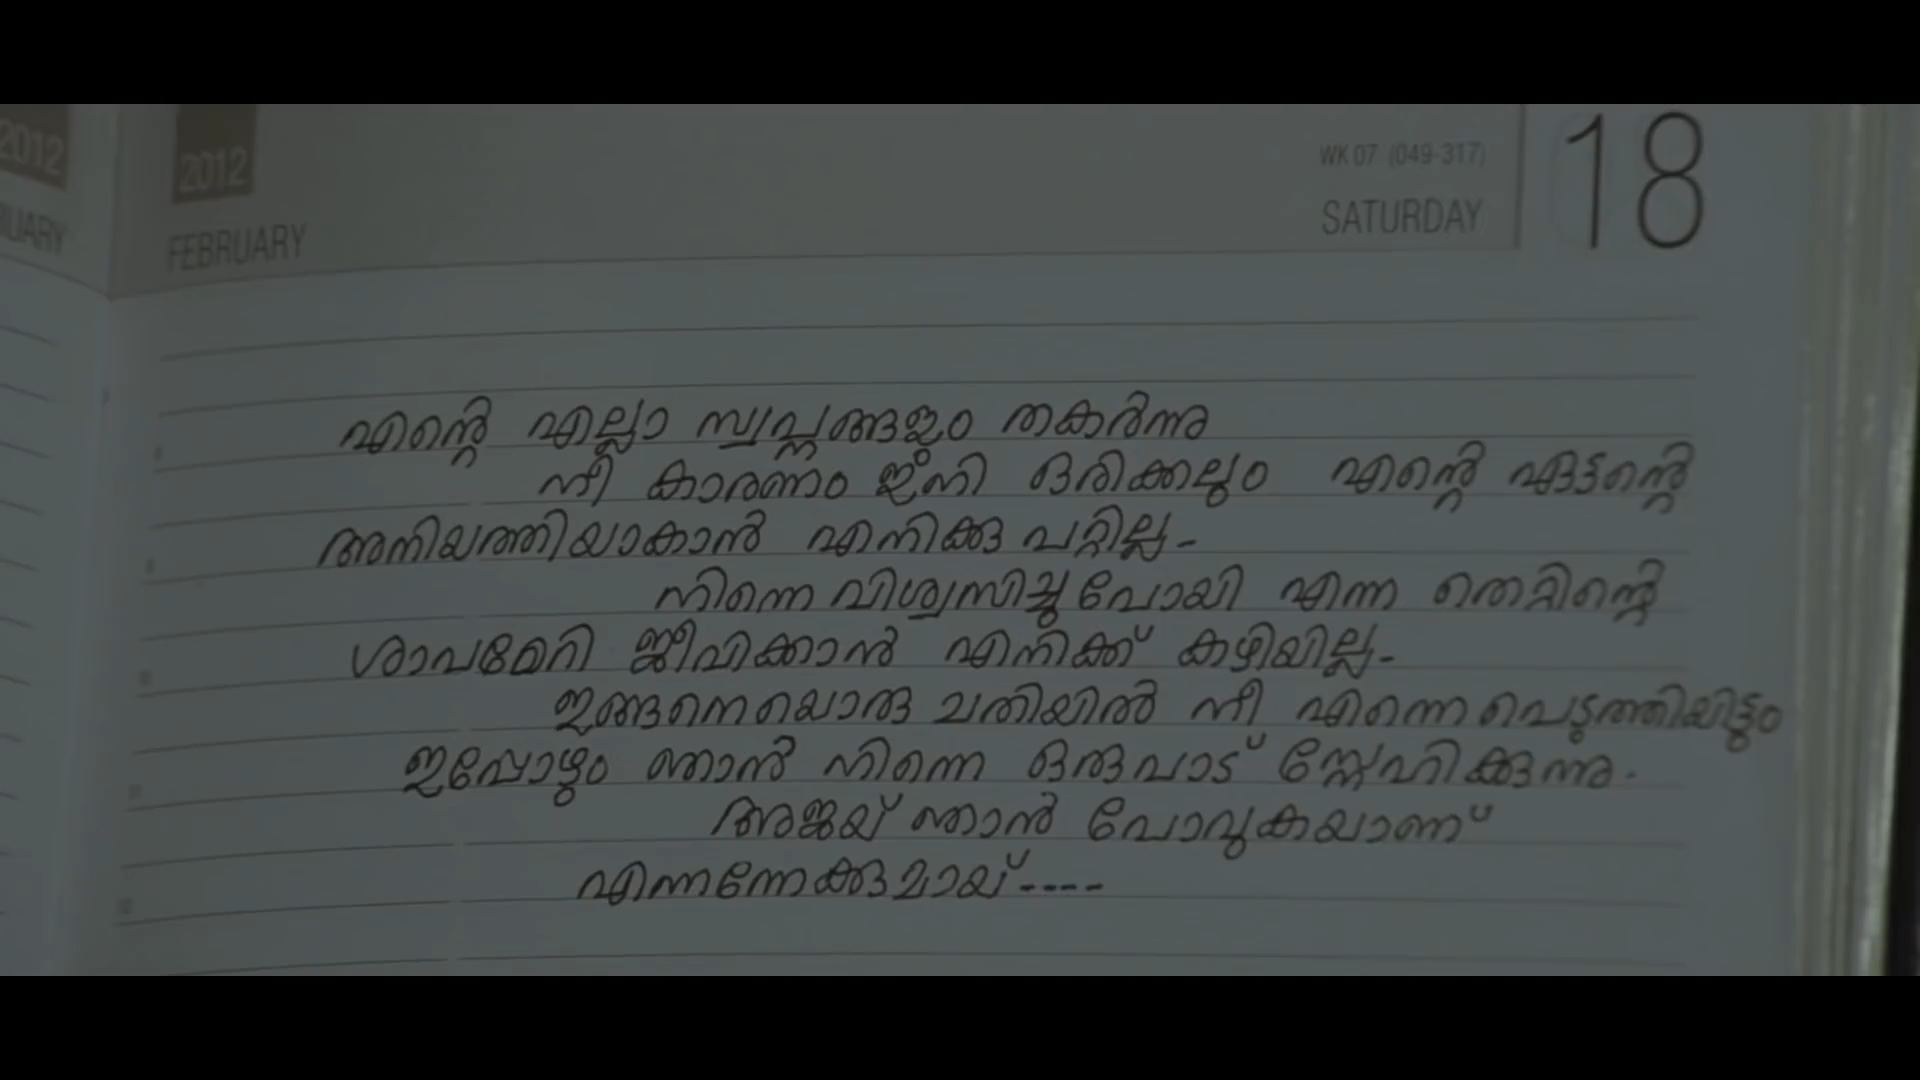 2012
2012
WK 07 (049-317)
18
SATURDAY
FEBRUARY
എന്റെ എല്ലാ സ്വപ്നങ്ങളും തകർന്നു
നീ കാരണം ഇനി ഒരിക്കലും എന്റെ ഏട്ടന്റെ
അനിയത്തിയാകാൻ എനിക്കു പറ്റില്ല-
നിന്നെ വിശ്വസിച്ചു പോയി എന്ന തെറ്റിന്റെ
ശാപമേറി ജീവിക്കാൻ എനിക്ക് കഴിയില്ല-
ഇങ്ങനെയൊരു ചതിയിൽ നീ എന്നെ പെടുത്തിയിട്ടും
ഇപ്പോഴും ഞാൻ നിന്നെ ഒരുപാട് സ്നേഹിക്കുന്നു.
അജയ് ഞാൻ പോവുകയാണ്
എന്നന്നേക്കുമായ്----